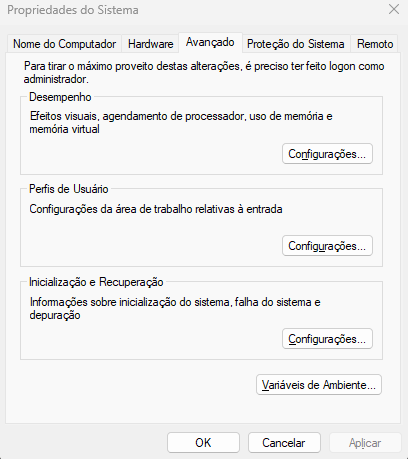 Propriedades do Sistema
Nome do Computador
Hardware
Avançado
Proteção do Sistema
Remoto
Para tirar o máximo proveito destas alterações, é preciso ter feito logon como
administrador.
Desempenho
Efeitos visuais, agendamento de processador, uso de memória e
memória virtual
Configurações...
Perfis de Usuário
Configurações da área de trabalho relativas à entrada
Configurações...
Inicialização e Recuperação
Informações sobre inicialização do sistema, falha do sistema e
depuração
Configurações...
Variáveis de Ambiente...
OK
Cancelar
Aplicar